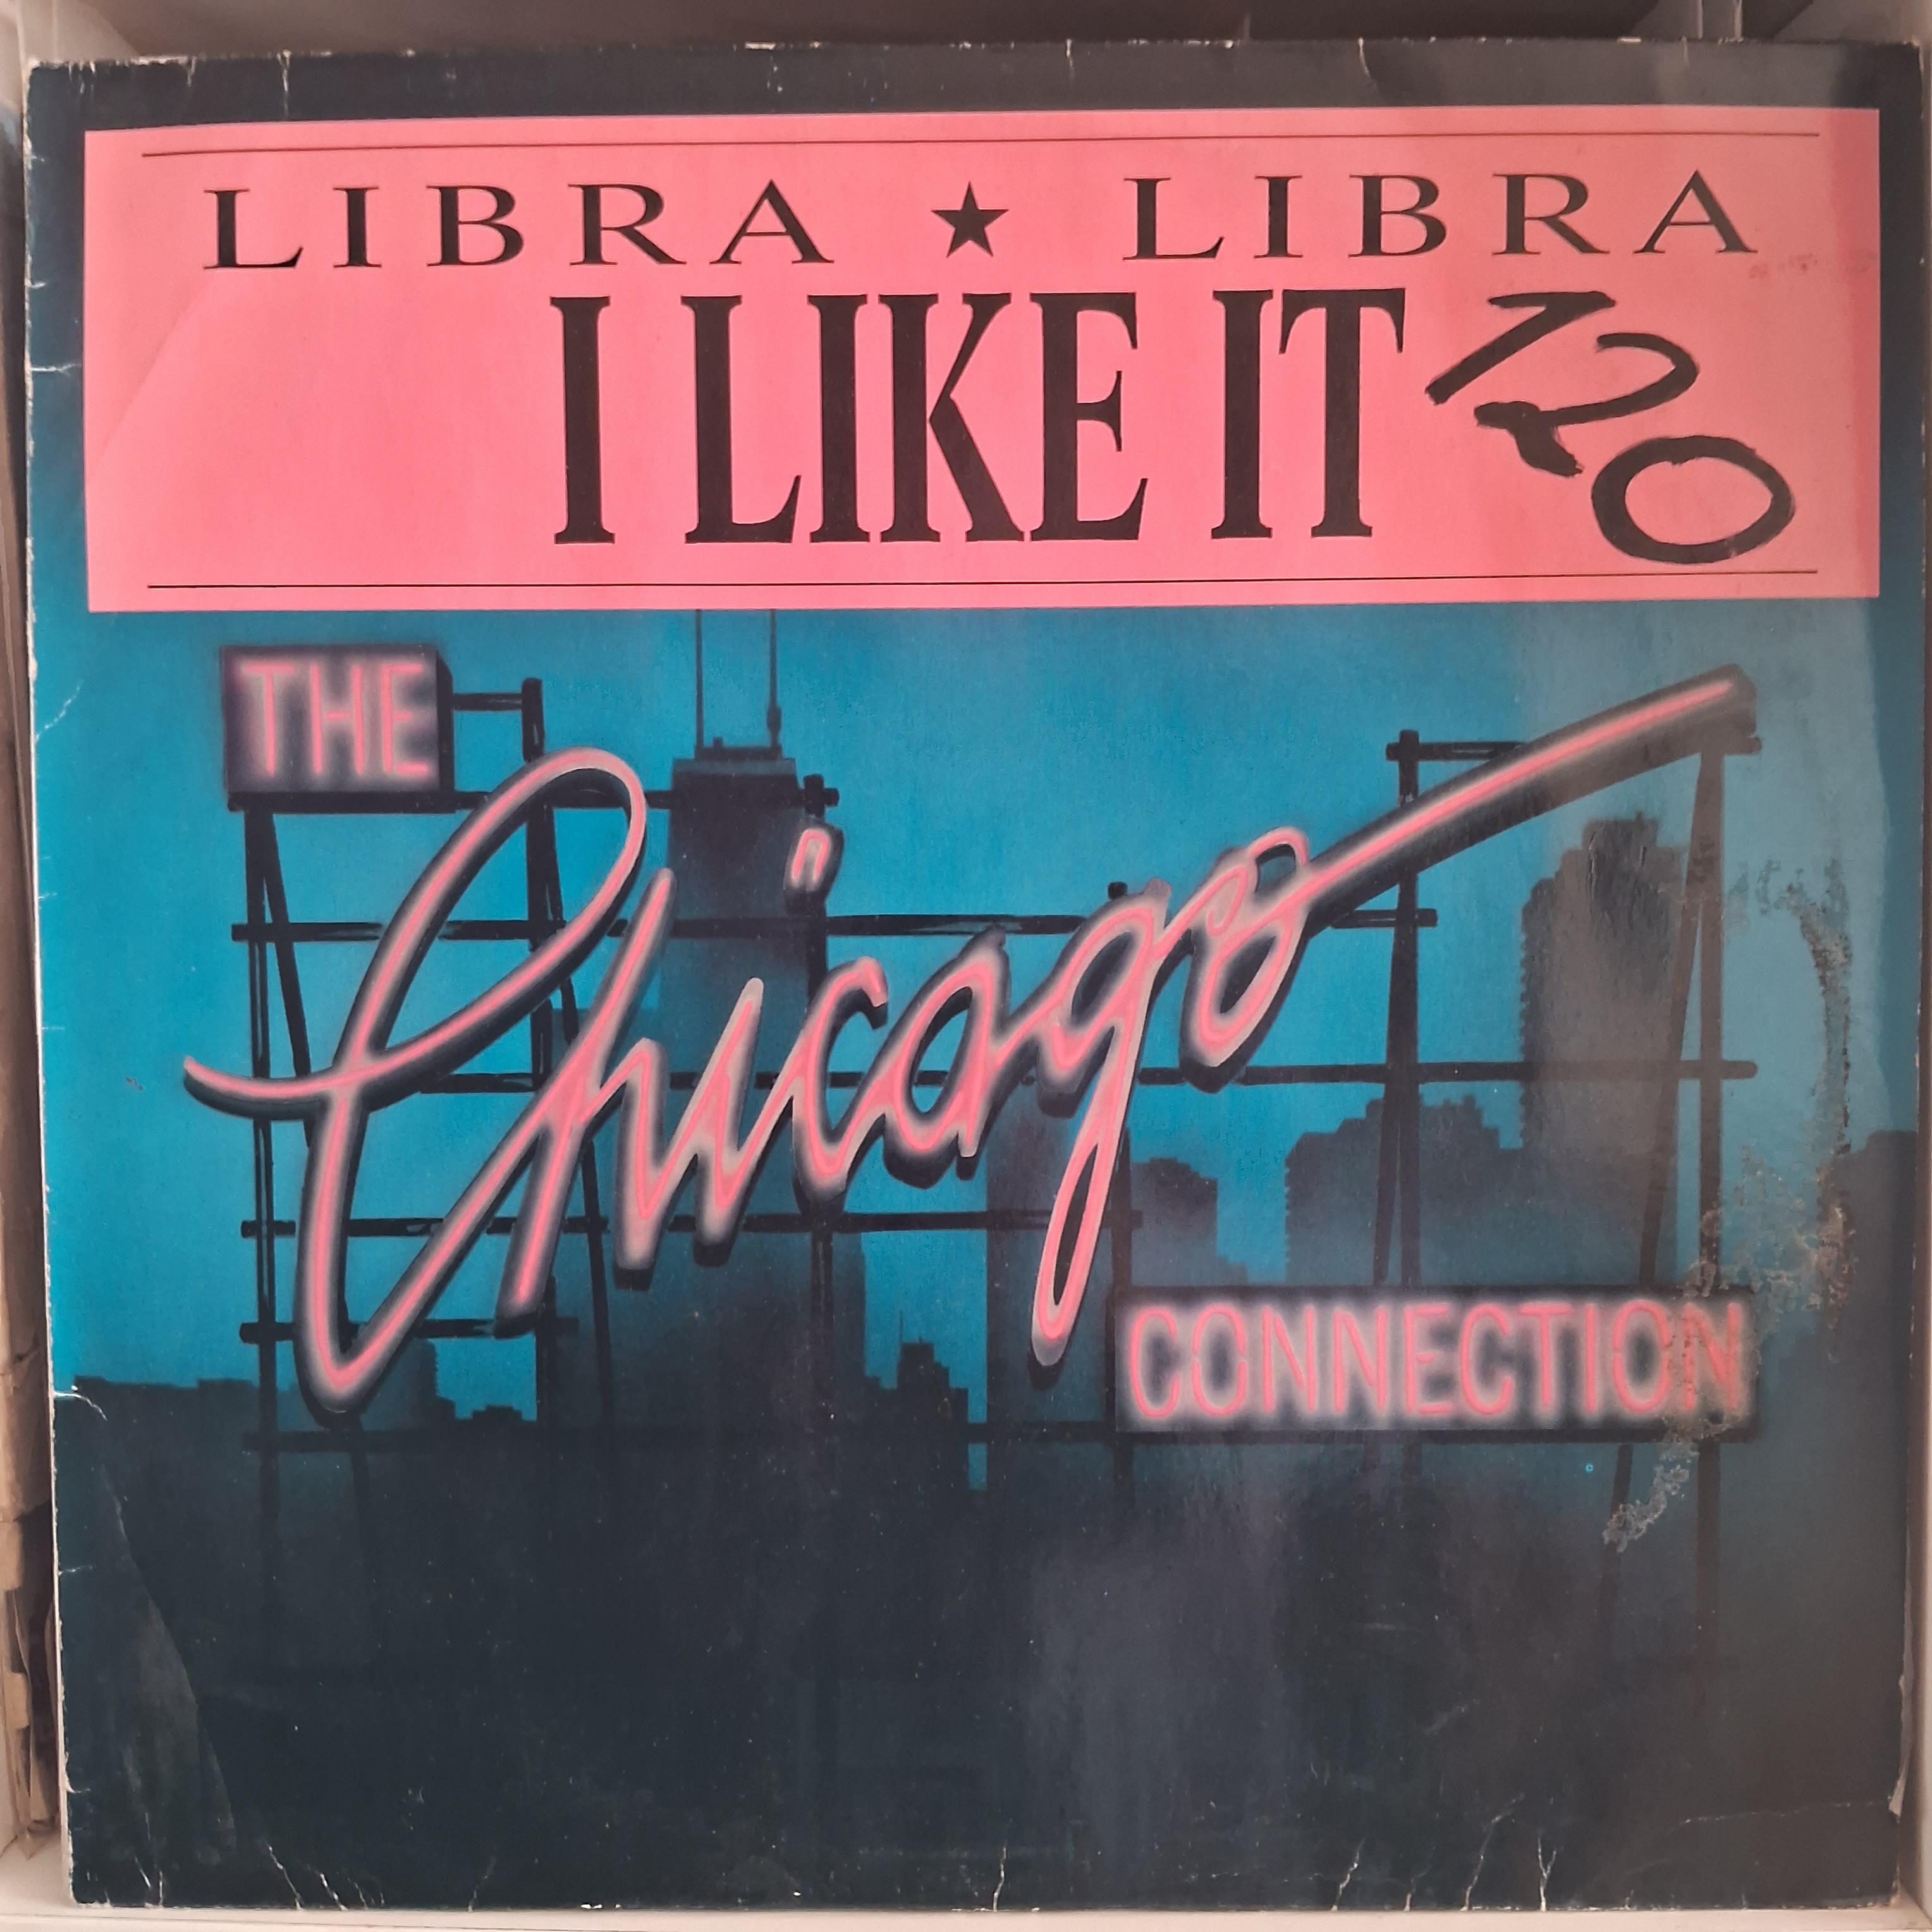 LIBRA ★ LIBRA
I LIKE IT
120
THE
Chicago
CONNECTION